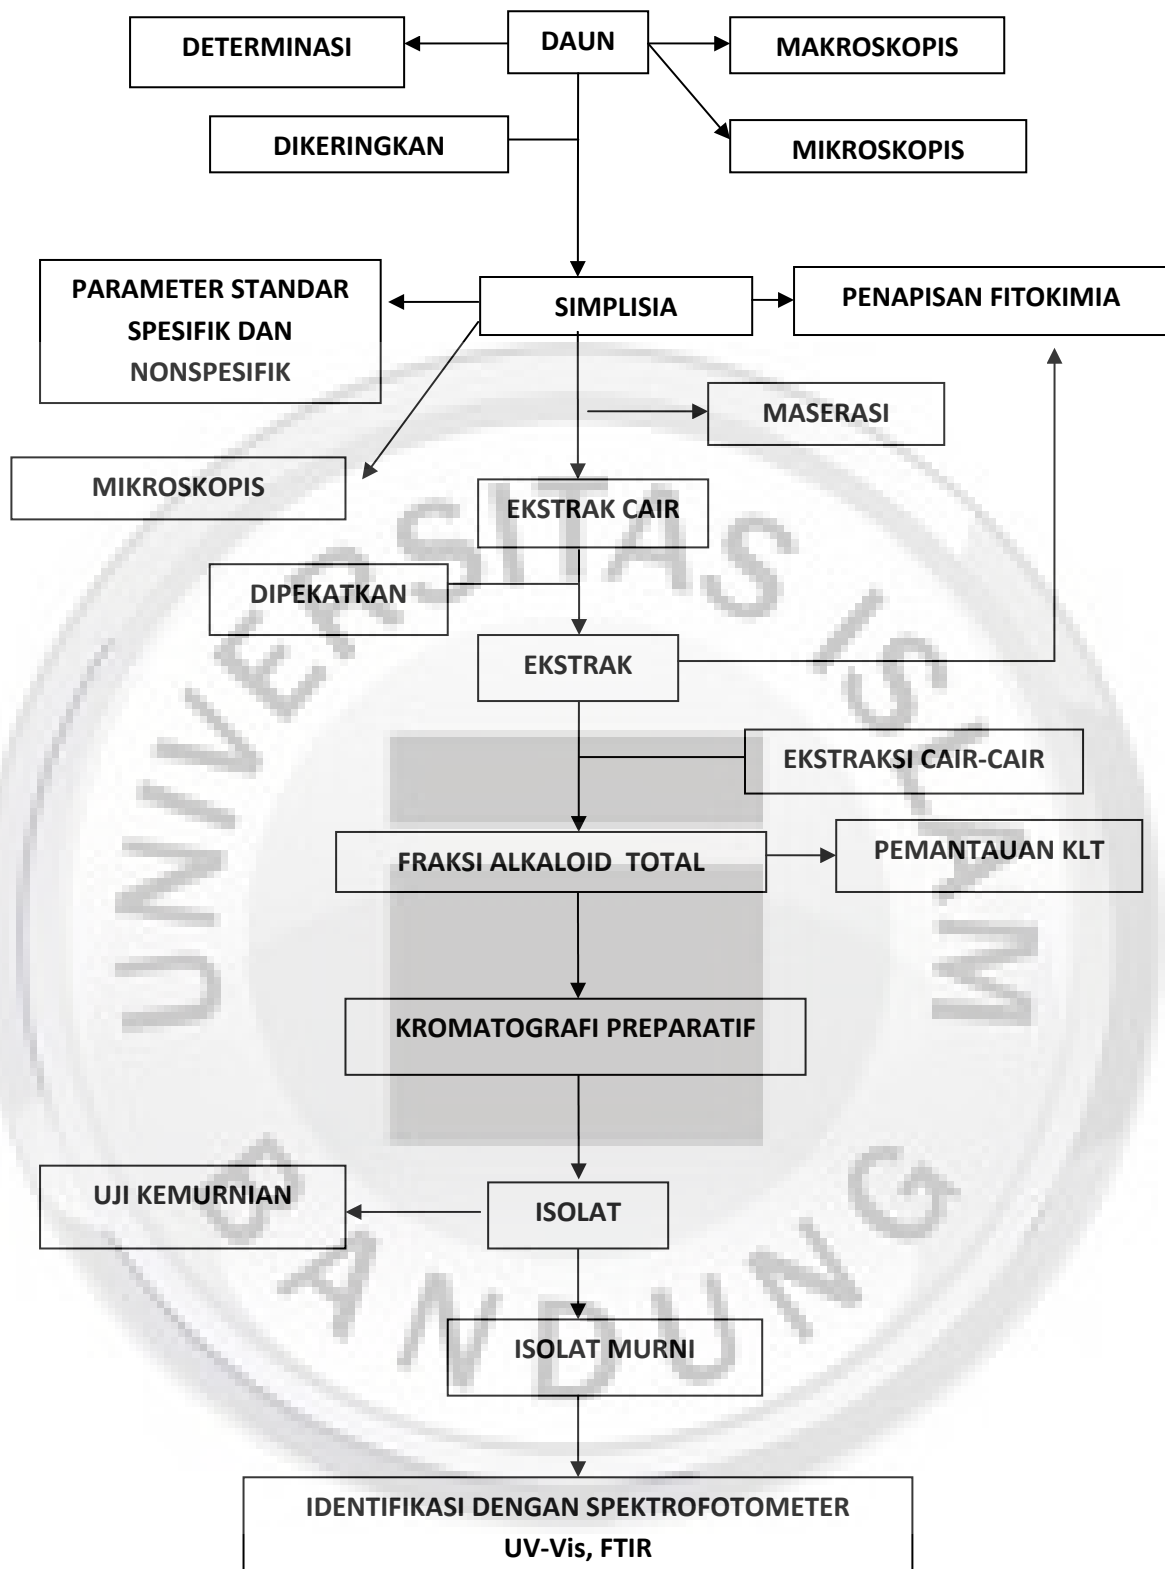 DETERMINASI
DAUN
MAKROSKOPIS
DIKERINGKAN
MIKROSKOPIS
PARAMETER STANDAR
SPESIFIK DAN
NONSPESIFIK
SIMPLISIA
PENAPISAN FITOKIMIA
MASERASI
MIKROSKOPIS
EKSTRAK CAIR
DIPEKATKAN
EKSTRAK
EKSTRAKSI CAIR-CAIR
FRAKSI ALKALOID TOTAL
PEMANTAUAN KLT
KROMATOGRAFI PREPARATIF
UJI KEMURNIAN
ISOLAT
ISOLAT MURNI
IDENTIFIKASI DENGAN SPEKTROFOTOMETER
UV-Vis, FTIR
UNIVERSITAS ISLAM
BANDUNG